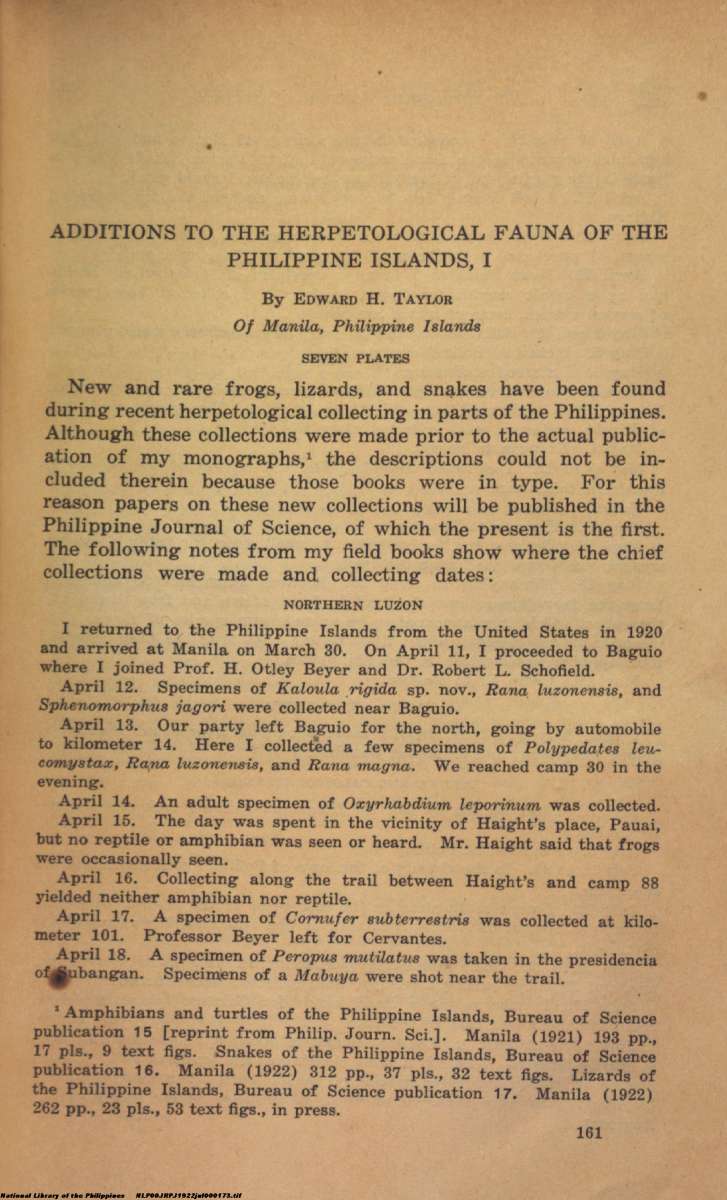 ADDITIONS TO THE HERPETOLOGICAL FAUNA OF THE
PHILIPPINE ISLANDS, I
By EDWARD H. TAYLOR
Of Manila, Philippine Islands
SEVEN PLATES
New and rare frogs, lizards, and snakes have been found
during recent herpetological collecting in parts of the Philippines.
Although these collections were made prior to the actual public-
ation of my monographs,¹ the descriptions could not be in-
cluded therein because those books were in type. For this
reason papers on these new collections will be published in the
Philippine Journal of Science, of which the present is the first.
The following notes from my field books show where the chief
collections were made and collecting dates:
NORTHERN LUZON
I returned to the Philippine Islands from the United States in 1920
and arrived at Manila on March 30. On April 11, I proceeded to Baguio
where I joined Prof. H. Otley Beyer and Dr. Robert L. Schofield.
April 12. Specimens of Kaloula rigida sp. nov., Rana luzonensis, and
Sphenomorphus jagori were collected near Baguio.
April 13. Our party left Baguio for the north, going by automobile
to kilometer 14. Here I collected a few specimens of Polypedates leu-
comystax, Rana luzonensis, and Rana magna. We reached camp 30 in the
evening.
April 14. An adult specimen of Oxyrhabdium leporinum was collected.
April 15. The day was spent in the vicinity of Haight's place, Pauai,
but no reptile or amphibian was seen or heard. Mr. Haight said that frogs
were occasionally seen.
April 16. Collecting along the trail between Haight's and camp 88
yielded neither amphibian nor reptile.
April 17. A specimen of Cornufer subterrestris was collected at kilo-
meter 101. Professor Beyer left for Cervantes.
April 18. A specimen of Peropus mutilatus was taken in the presidencia
of ubangan. Specimens of a Mabuya were shot near the trail.
¹ Amphibians and turtles of the Philippine Islands, Bureau of Science
publication 15 [reprint from Philip. Journ. Sci.]. Manila (1921) 193 pp.,
17 pls., 9 text figs. Snakes of the Philippine Islands, Bureau of Science
publication 16. Manila (1922) 312 pp., 37 pls., 32 text figs. Lizards of
the Philippine Islands, Bureau of Science publication 17. Manila (1922)
262 pp., 23 pls., 53 text figs., in press.
161
National Library of the Philippines NLP00JRPJ1922jul000173.tif